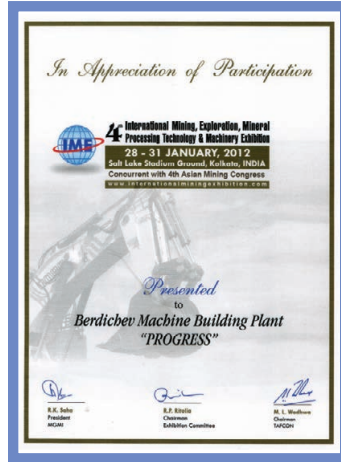 In Appreciation of Participation
IME
4th International Mining, Exploration, Mineral
Processing Technology & Machinery Exhibition
28 - 31 JANUARY, 2012
Salt Lake Stadium Ground, Kolkata, INDIA
Concurrent with 4th Asian Mining Congress
www.internationalminingexhibition.com
Presented
to
Berdichev Machine Building Plant
"PROGRESS"
R.K. Saha
President
MGMI
R.P. Ritolia
Chairman
Exhibition Committee
M. L. Wadhwa
Chairman
TAFCON